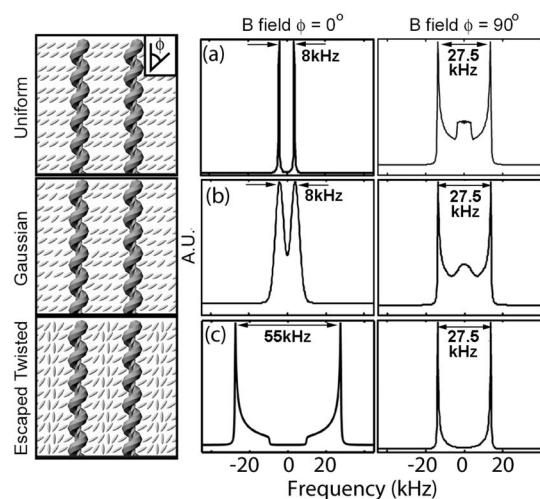 B field ϕ = 0°
B field ϕ = 90°
Uniform
ϕ
(a)
8kHz
27.5
kHz
Gaussian
A.U.
(b)
8kHz
27.5
kHz
Escaped Twisted
(c)
55kHz
27.5
kHz
-20 0 20
-20 0 20
Frequency (kHz)